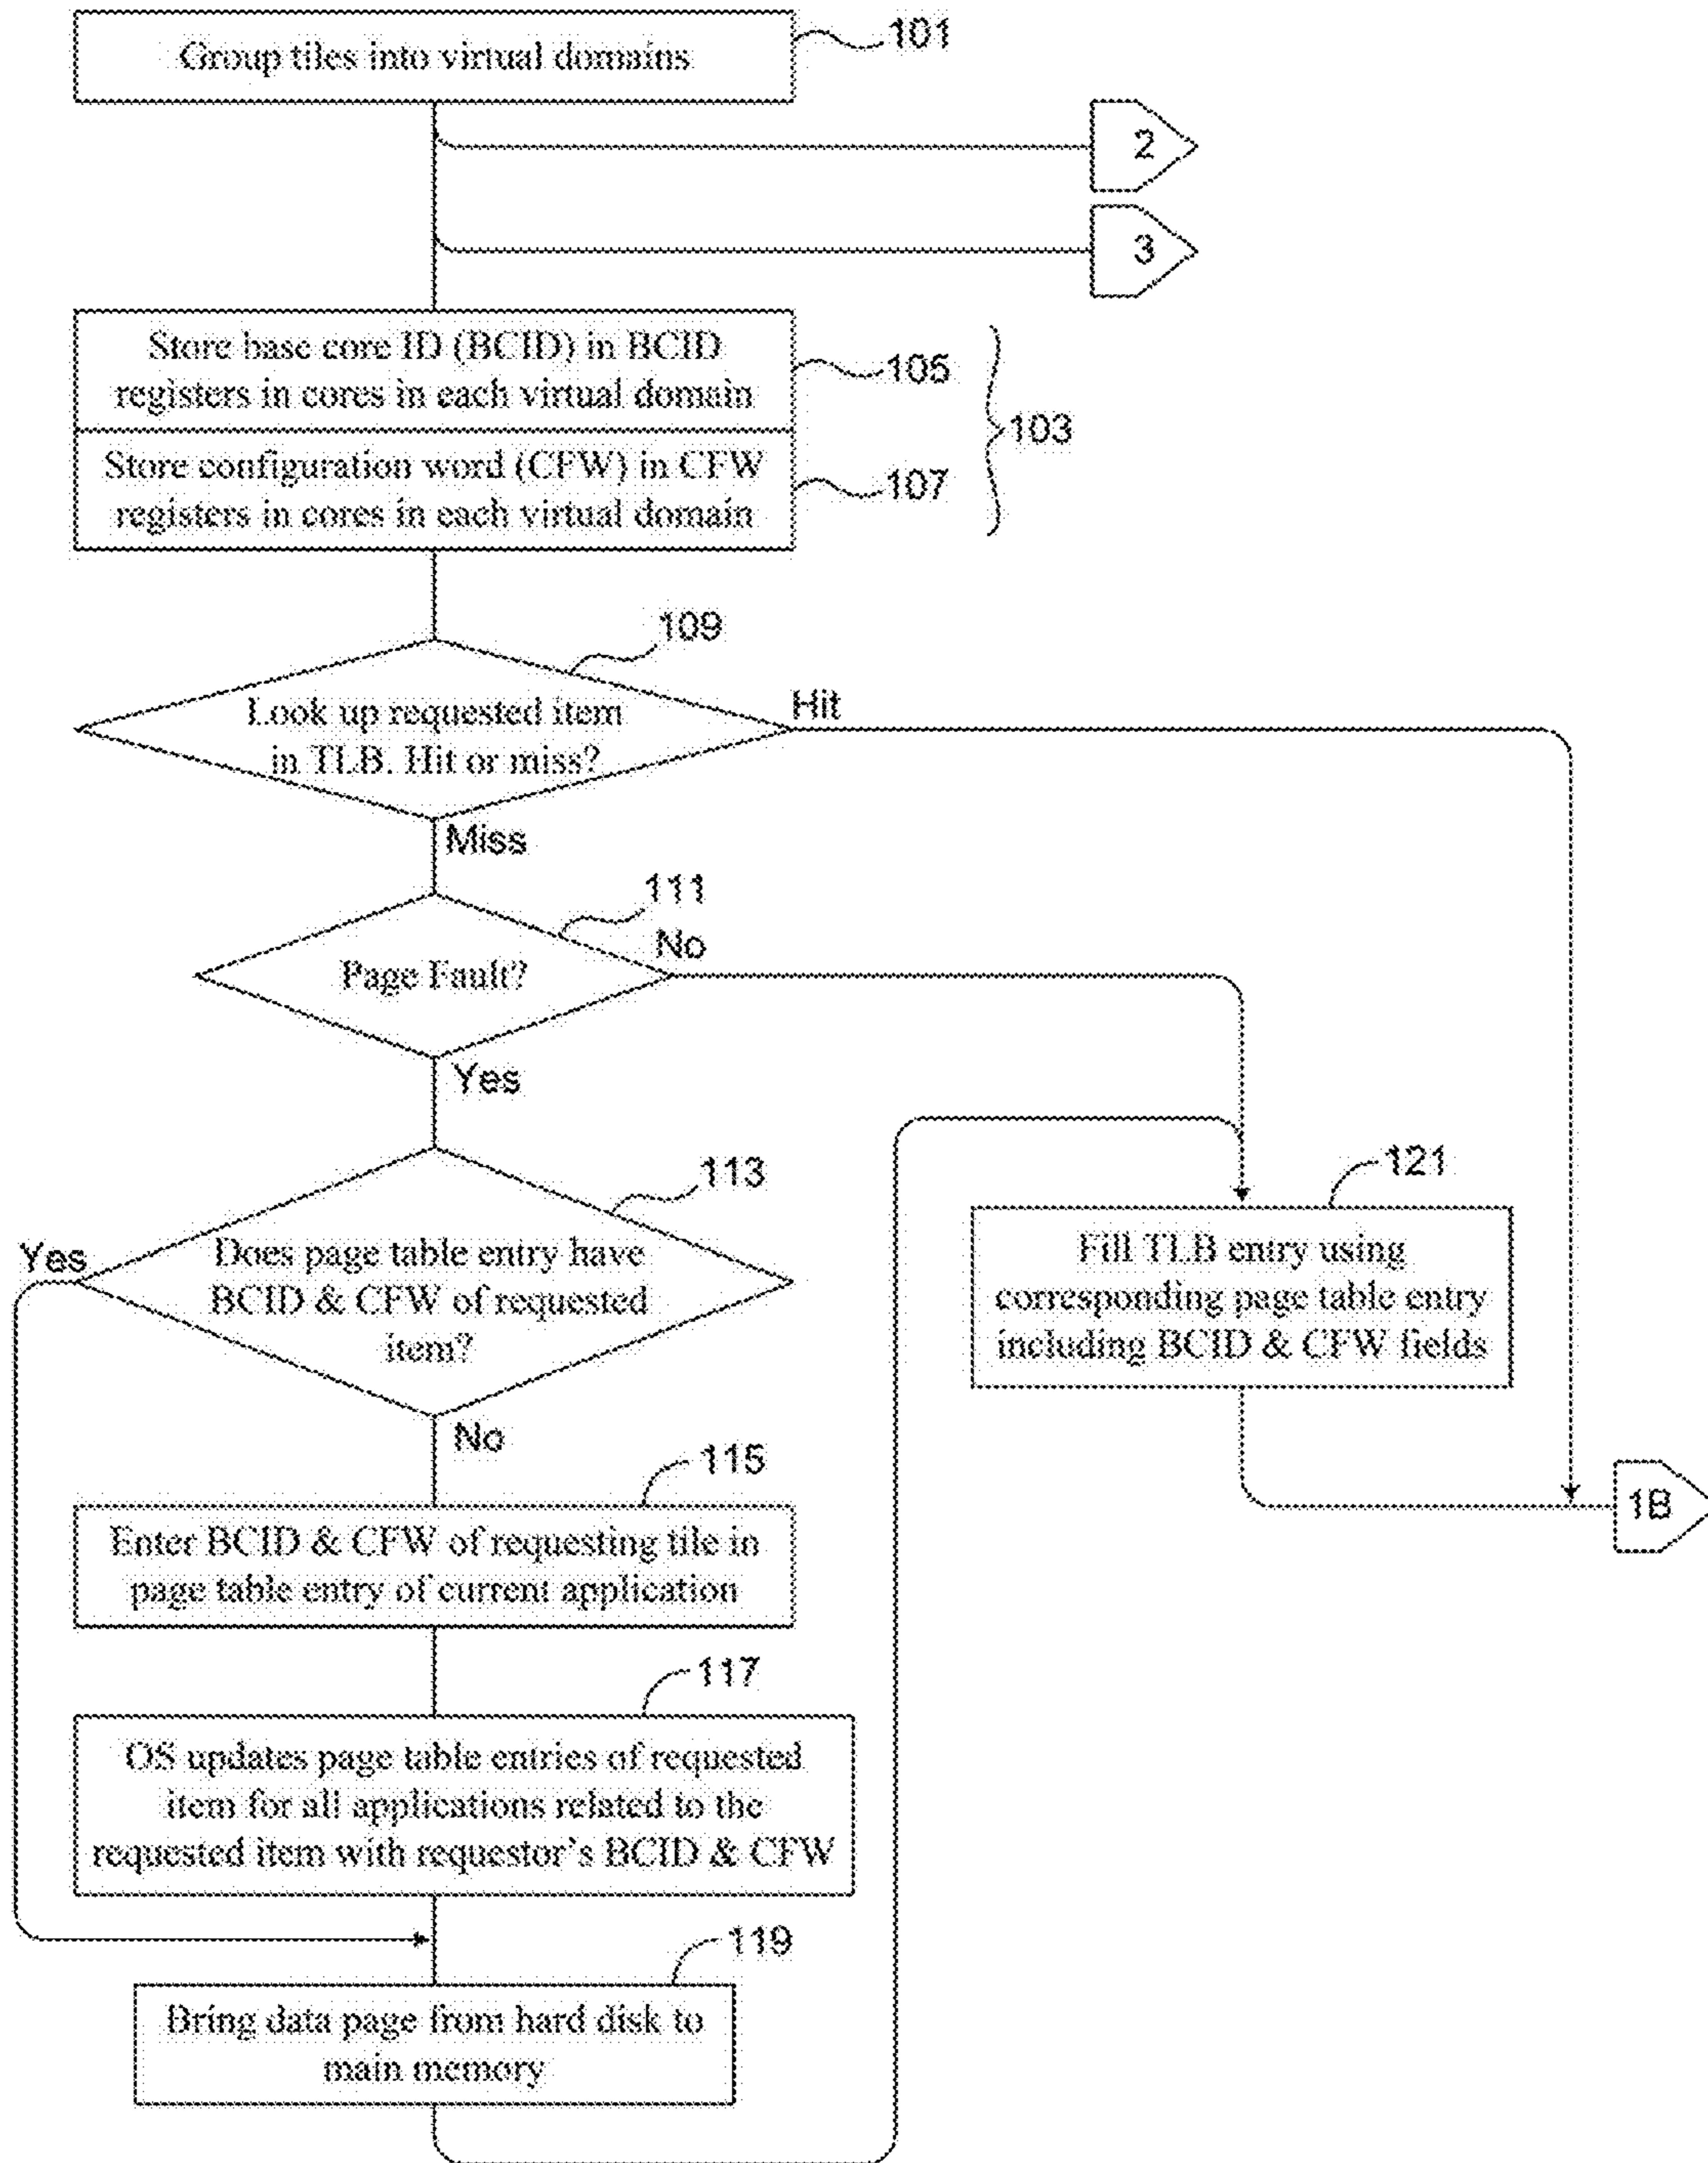 Group tiles into virtual domains
101
2
3
Store base core ID (BCID) in BCID
registers in cores in each virtual domain
105
Store configuration word (CFW) in CFW
registers in cores in each virtual domain
107
103
109
Look up requested item
in TLB. Hit or miss?
Hit
Miss
111
Page Fault?
No
Yes
113
Does page table entry have
BCID & CFW of requested
item?
Yes
No
121
Fill TLB entry using
corresponding page table entry
including BCID & CFW fields
1B
115
Enter BCID & CFW of requesting tile in
page table entry of current application
117
OS updates page table entries of requested
item for all applications related to the
requested item with requestor's BCID & CFW
119
Bring data page from hard disk to
main memory